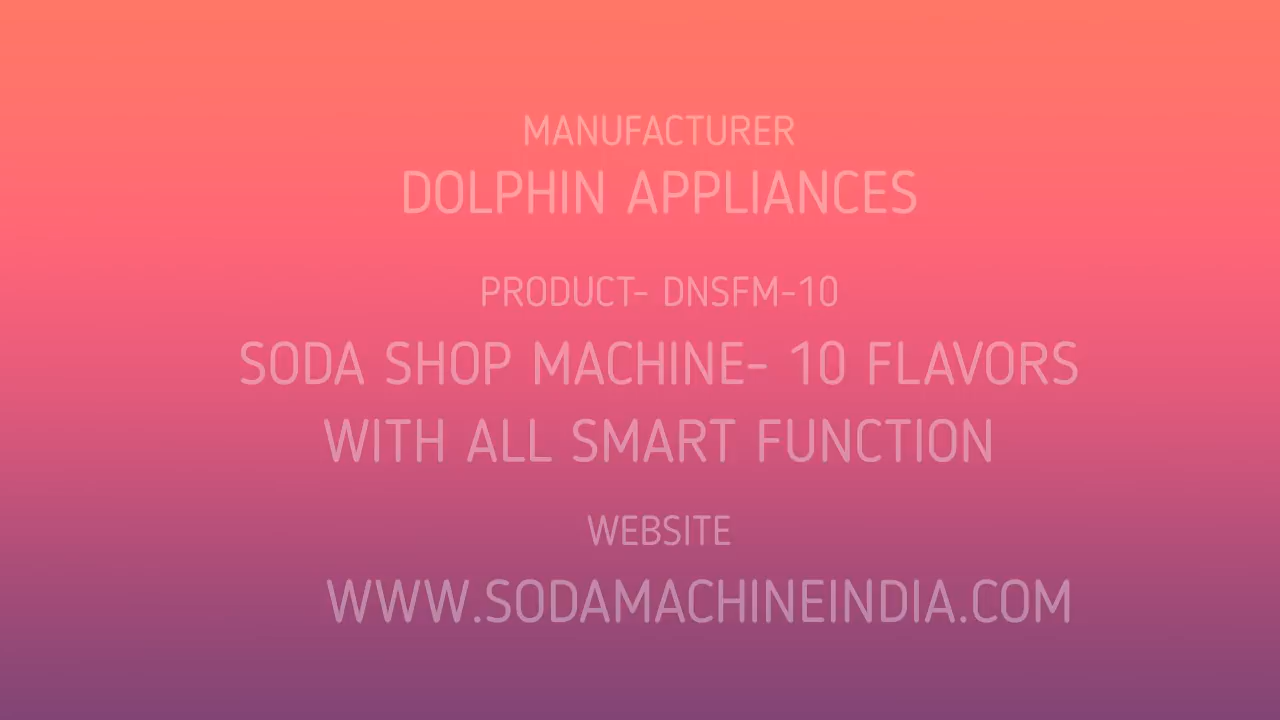 MANUFACTURER
DOLPHIN APPLIANCES
PRODUCT- DNSFM-10
SODA SHOP MACHINE- 10 FLAVORS
WITH ALL SMART FUNCTION
WEBSITE
WWW.SODAMACHINEINDIA.COM